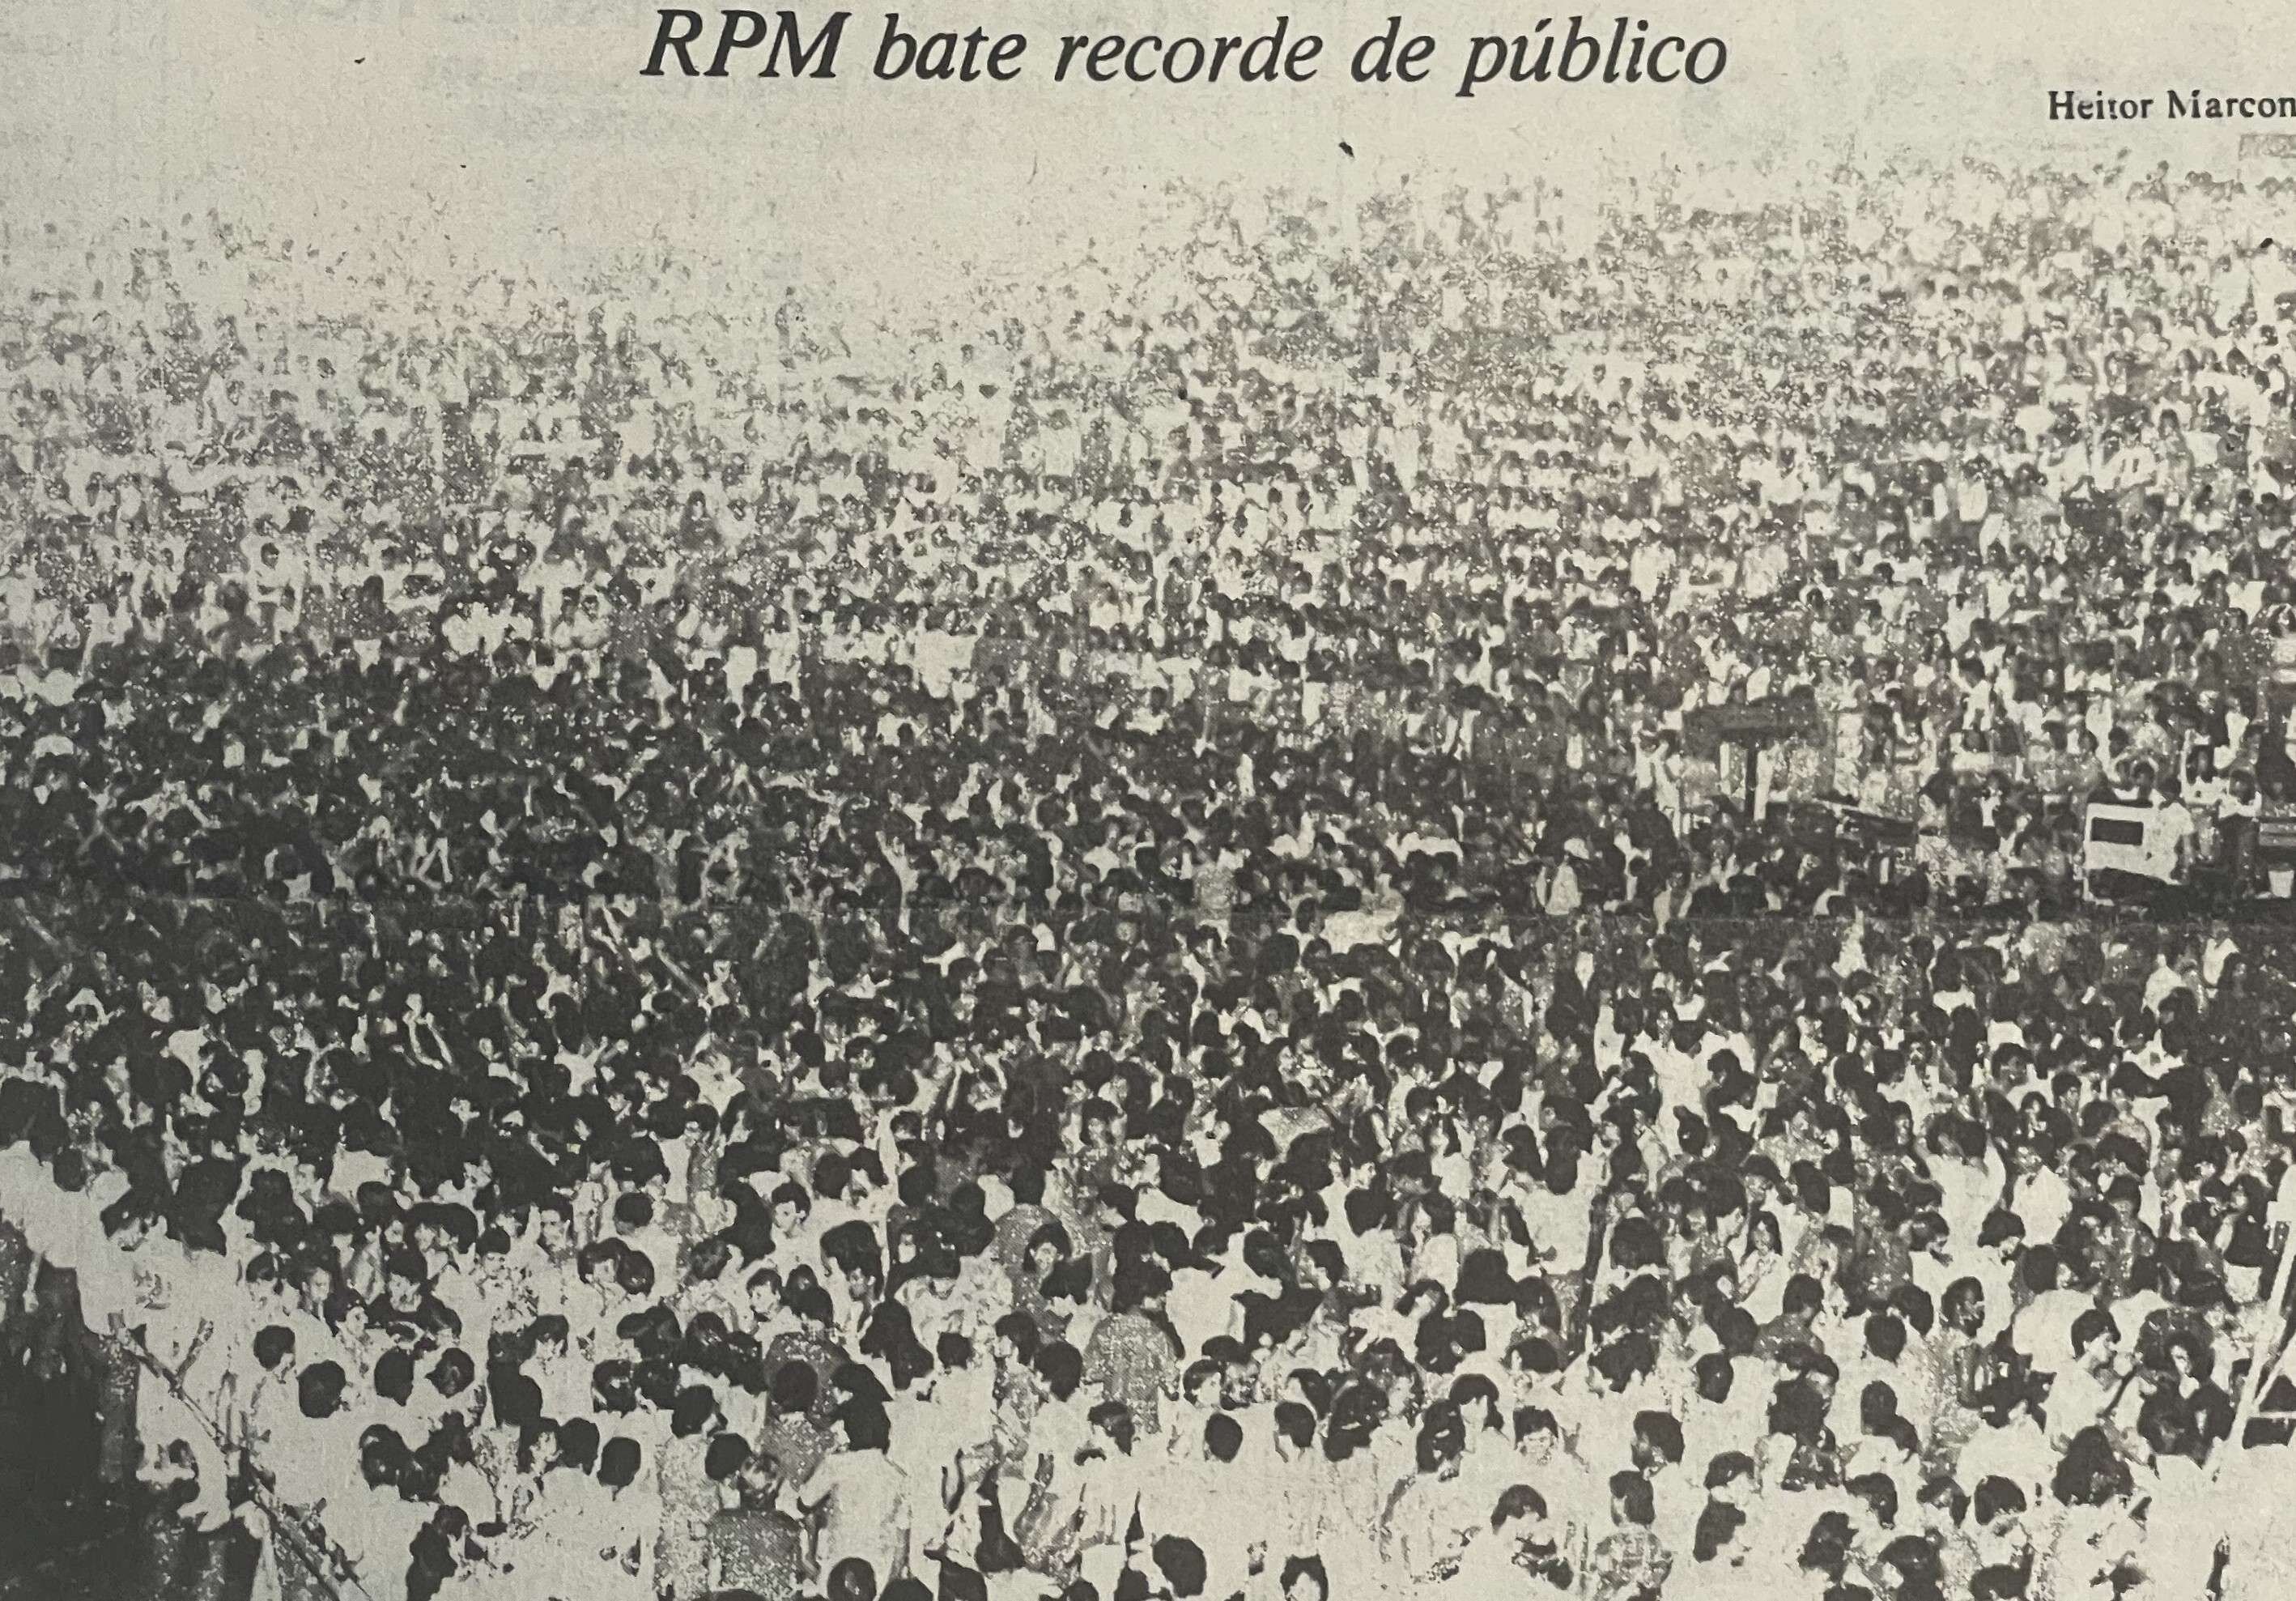 RPM bate recorde de público
Heitor Marcon